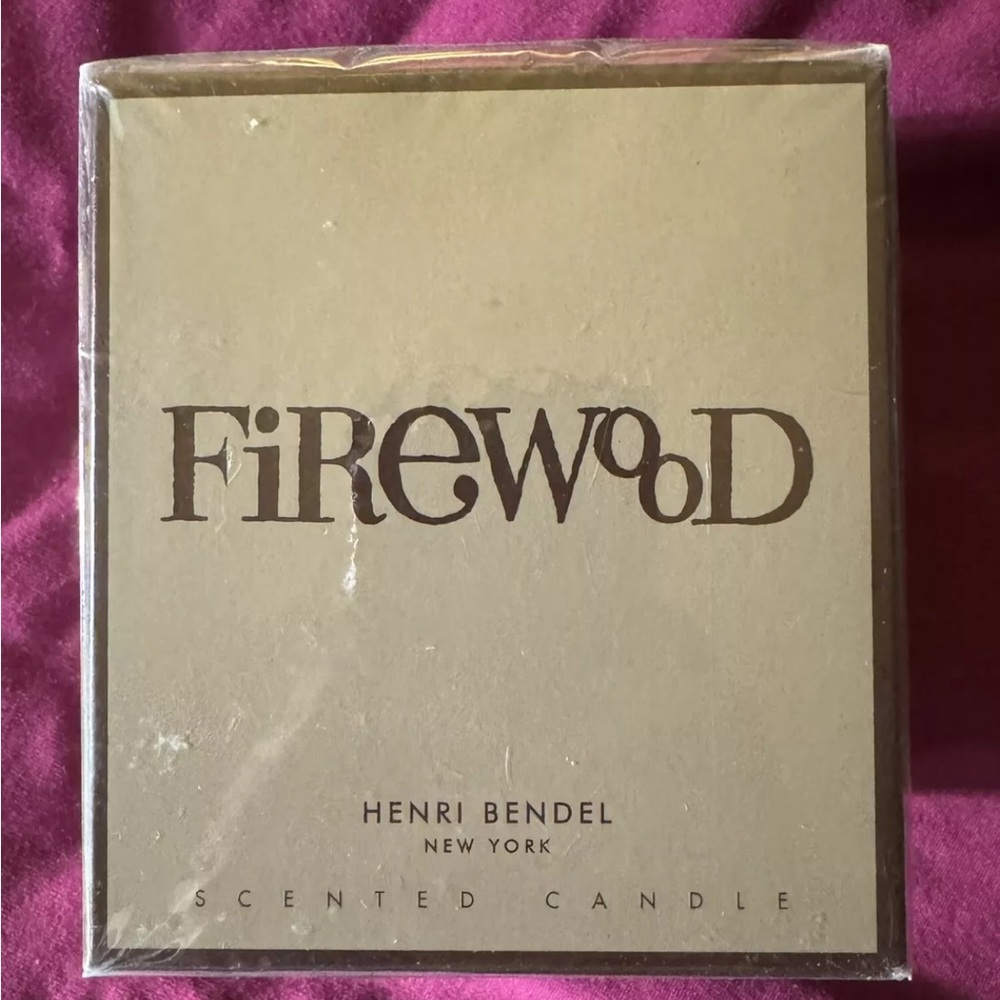 FiReWooD
HENRI BENDEL
NEW YORK
SCENTED CANDLE